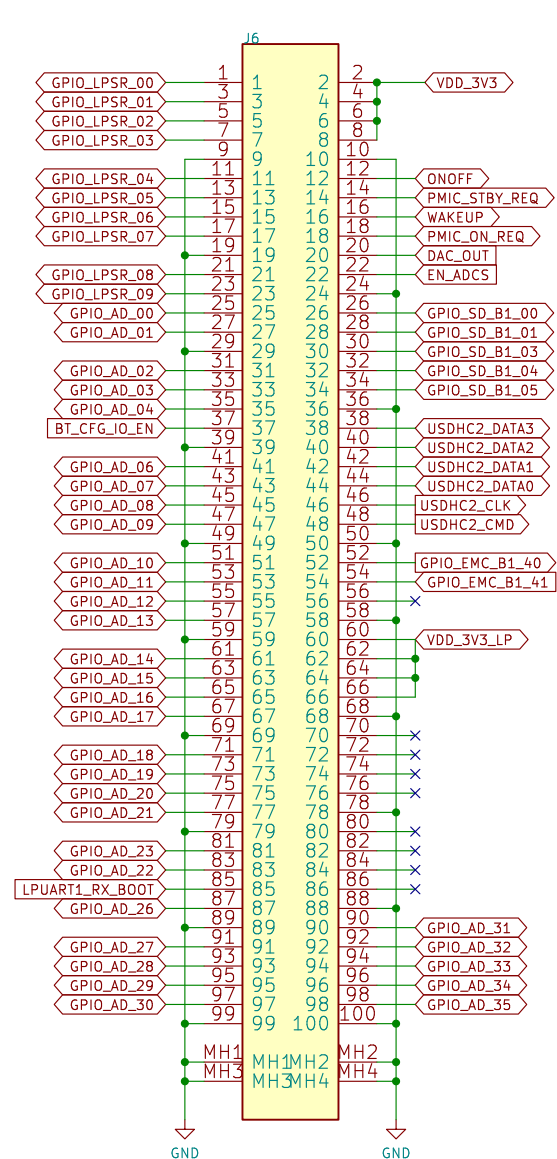 J6
GPIO_LPSR_00 1 1 2 2 VDD_3V3
GPIO_LPSR_01 3 3 4 4
GPIO_LPSR_02 5 5 6 6
GPIO_LPSR_03 7 7 8 8
9 9 10 10
GPIO_LPSR_04 11 11 12 12 ONOFF
GPIO_LPSR_05 13 13 14 14 PMIC_STBY_REQ
GPIO_LPSR_06 15 15 16 16 WAKEUP
GPIO_LPSR_07 17 17 18 18 PMIC_ON_REQ
19 19 20 20 DAC_OUT
GPIO_LPSR_08 21 21 22 22 EN_ADCS
GPIO_LPSR_09 23 23 24 24
GPIO_AD_00 25 25 26 26 GPIO_SD_B1_00
GPIO_AD_01 27 27 28 28 GPIO_SD_B1_01
29 29 30 30 GPIO_SD_B1_03
GPIO_AD_02 31 31 32 32 GPIO_SD_B1_04
GPIO_AD_03 33 33 34 34 GPIO_SD_B1_05
GPIO_AD_04 35 35 36 36
BT_CFG_IO_EN 37 37 38 38 USDHC2_DATA3
39 39 40 40 USDHC2_DATA2
GPIO_AD_06 41 41 42 42 USDHC2_DATA1
GPIO_AD_07 43 43 44 44 USDHC2_DATA0
GPIO_AD_08 45 45 46 46 USDHC2_CLK
GPIO_AD_09 47 47 48 48 USDHC2_CMD
49 49 50 50
GPIO_AD_10 51 51 52 52 GPIO_EMC_B1_40
GPIO_AD_11 53 53 54 54 GPIO_EMC_B1_41
GPIO_AD_12 55 55 56 56
GPIO_AD_13 57 57 58 58
59 59 60 60 VDD_3V3_LP
GPIO_AD_14 61 61 62 62
GPIO_AD_15 63 63 64 64
GPIO_AD_16 65 65 66 66
GPIO_AD_17 67 67 68 68
69 69 70 70
GPIO_AD_18 71 71 72 72
GPIO_AD_19 73 73 74 74
GPIO_AD_20 75 75 76 76
GPIO_AD_21 77 77 78 78
79 79 80 80
GPIO_AD_23 81 81 82 82
GPIO_AD_22 83 83 84 84
LPUART1_RX_BOOT 85 85 86 86
GPIO_AD_26 87 87 88 88
89 89 90 90 GPIO_AD_31
GPIO_AD_27 91 91 92 92 GPIO_AD_32
GPIO_AD_28 93 93 94 94 GPIO_AD_33
GPIO_AD_29 95 95 96 96 GPIO_AD_34
GPIO_AD_30 97 97 98 98 GPIO_AD_35
99 99 100 100
MH1 MH1 MH2 MH2
MH3 MH3 MH4 MH4
GND GND